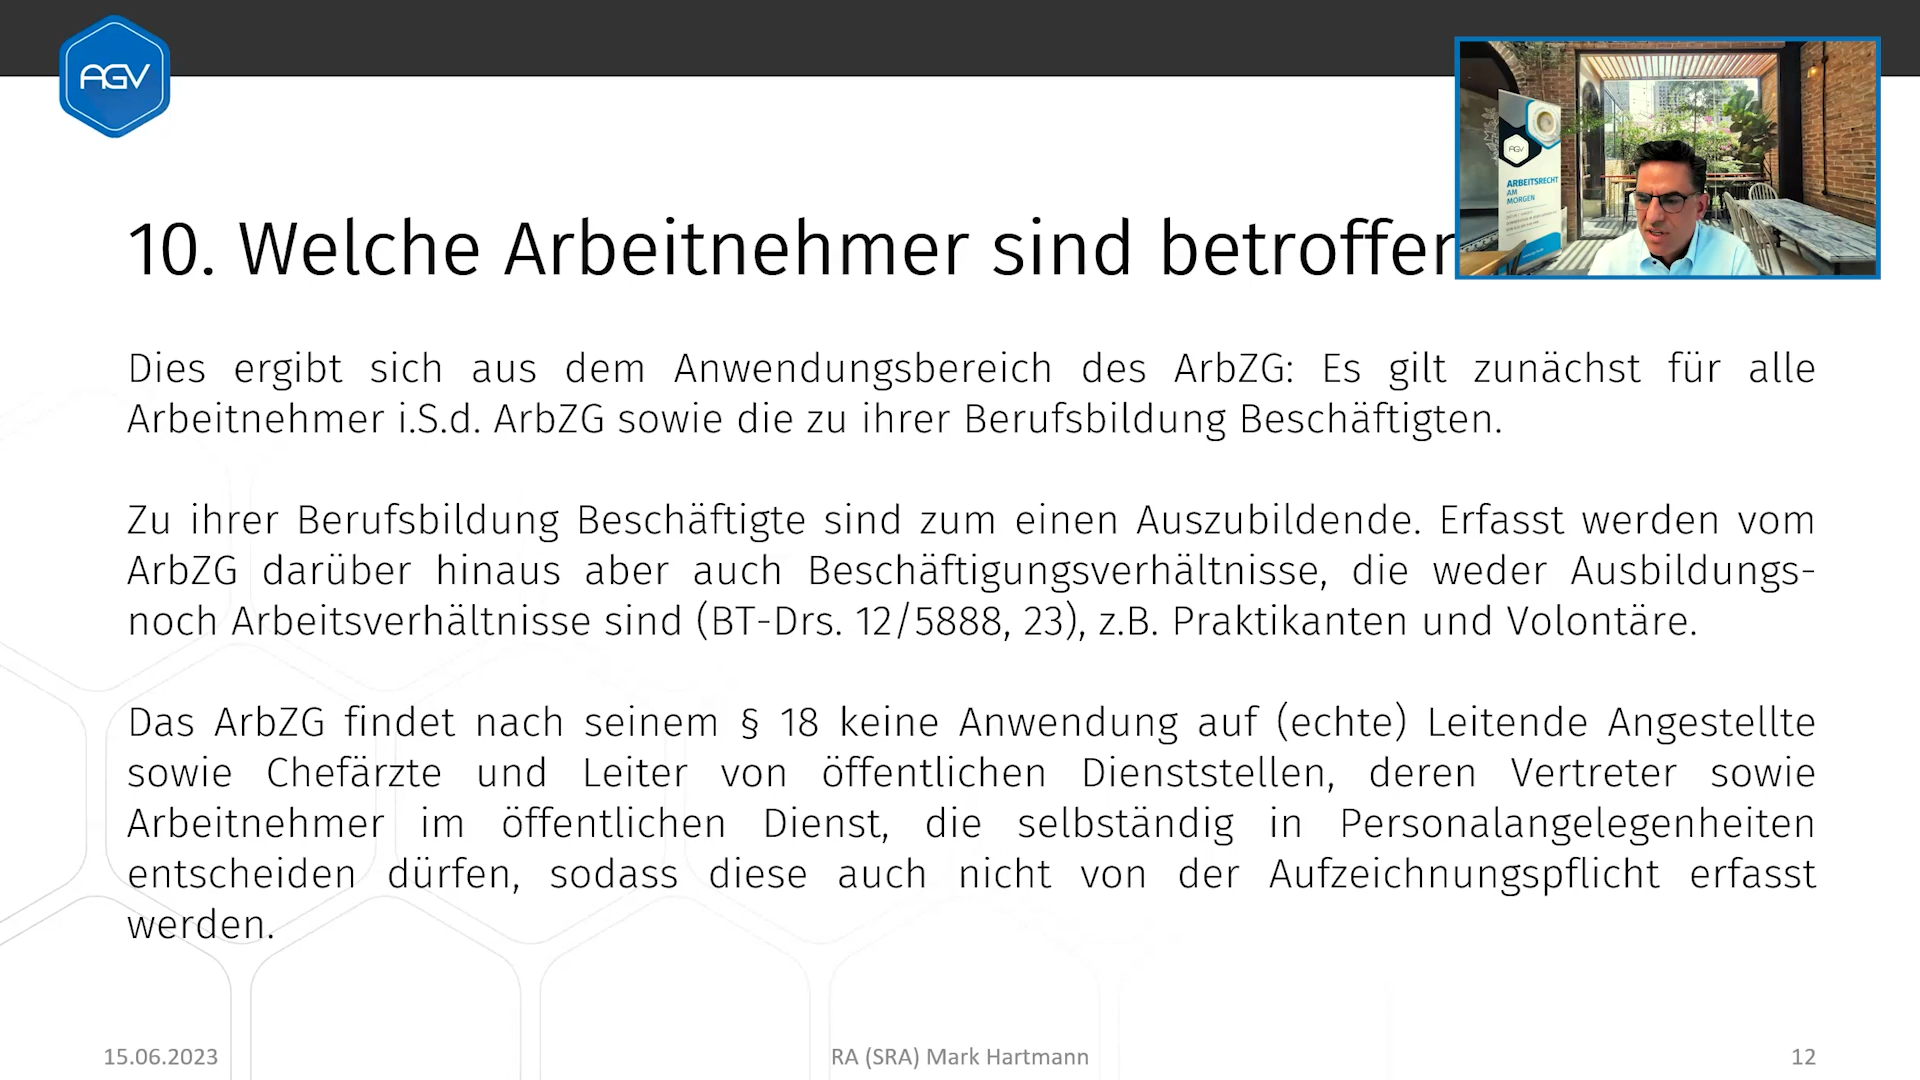 AGV
AGV
ARBEITSRECHT
AM
MORGEN
10. Welche Arbeitnehmer sind betroffen
Dies ergibt sich aus dem Anwendungsbereich des ArbZG: Es gilt zunächst für alle
Arbeitnehmer i.S.d. ArbZG sowie die zu ihrer Berufsbildung Beschäftigten.
Zu ihrer Berufsbildung Beschäftigte sind zum einen Auszubildende. Erfasst werden vom
ArbZG darüber hinaus aber auch Beschäftigungsverhältnisse, die weder Ausbildungs-
noch Arbeitsverhältnisse sind (BT-Drs. 12/5888, 23), z.B. Praktikanten und Volontäre.
Das ArbZG findet nach seinem § 18 keine Anwendung auf (echte) Leitende Angestellte
sowie Chefärzte und Leiter von öffentlichen Dienststellen, deren Vertreter sowie
Arbeitnehmer im öffentlichen Dienst, die selbständig in Personalangelegenheiten
entscheiden dürfen, sodass diese auch nicht von der Aufzeichnungspflicht erfasst
werden.
15.06.2023
RA (SRA) Mark Hartmann
12